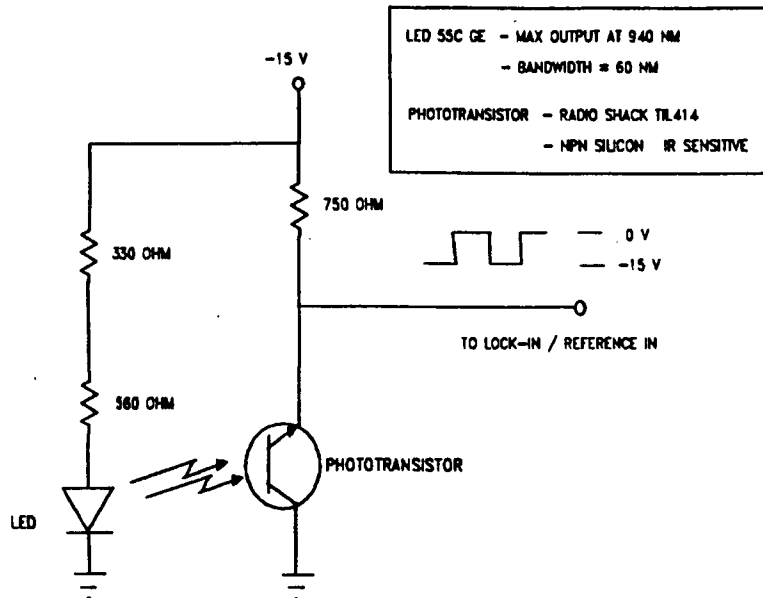 LED 55C GE - MAX OUTPUT AT 940 NM
- BANDWIDTH = 60 NM
PHOTOTRANSISTOR - RADIO SHACK TIL414
- NPN SILICON IR SENSITIVE
-15 V
750 OHM
330 OHM
0 V
-15 V
TO LOCK-IN / REFERENCE IN
560 OHM
PHOTOTRANSISTOR
LED